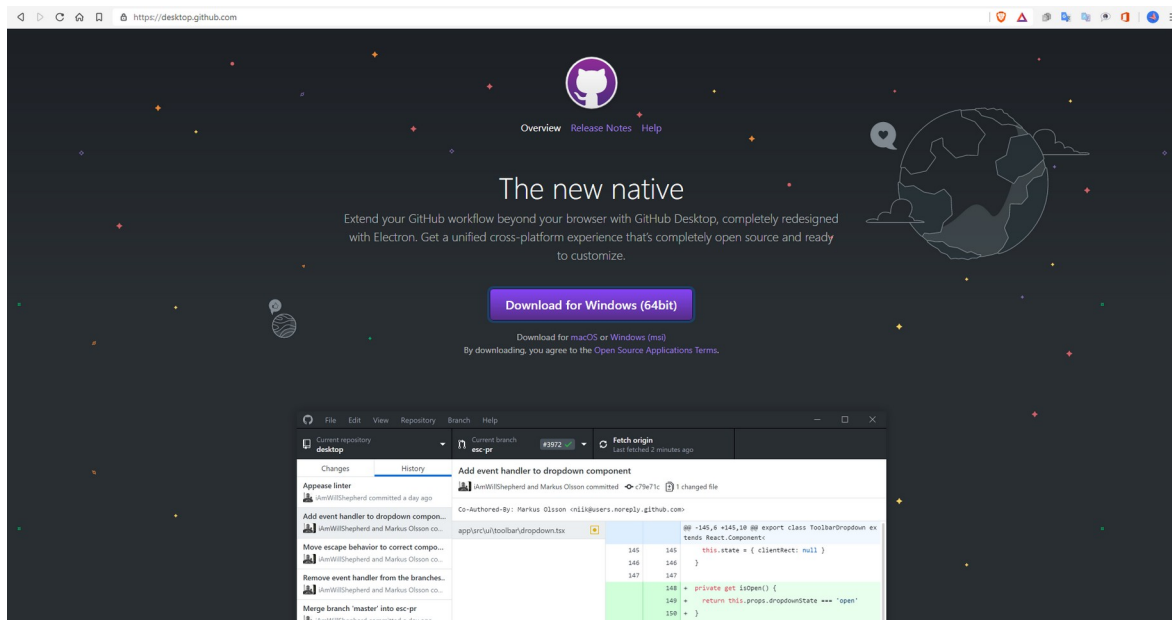 https://desktop.github.com
Overview Release Notes Help
The new native
Extend your GitHub workflow beyond your browser with GitHub Desktop, completely redesigned
with Electron. Get a unified cross-platform experience that's completely open source and ready
to customize.
Download for Windows (64bit)
Download for macOS or Windows (msi)
By downloading, you agree to the Open Source Applications Terms.
File Edit View Repository Branch Help
Current repository
desktop
Current branch
esc-pr
#3972
Fetch origin
Last fetched 2 minutes ago
Changes History
Appease linter
iAmWillShepherd committed a day ago
Add event handler to dropdown compon...
iAmWillShepherd and Markus Olsson co...
Move escape behavior to correct compo...
iAmWillShepherd and Markus Olsson co...
Remove event handler from the branches..
iAmWillShepherd and Markus Olsson co...
Merge branch 'master' into esc-pr
Add event handler to dropdown component
iAmWillShepherd and Markus Olsson committed c79e71c 1 changed file
Co-Authored-By: Markus Olsson <niik@users.noreply.github.com>
app\src\ui\toolbar\dropdown.tsx
@@ -145,6 +145,10 @@ export class ToolbarDropdown ex
tends React.Component<
145 145 this.state = { clientRect: null }
146 146 }
147 147
148 + private get isOpen() {
149 + return this.props.dropdownState === 'open'
150 + }